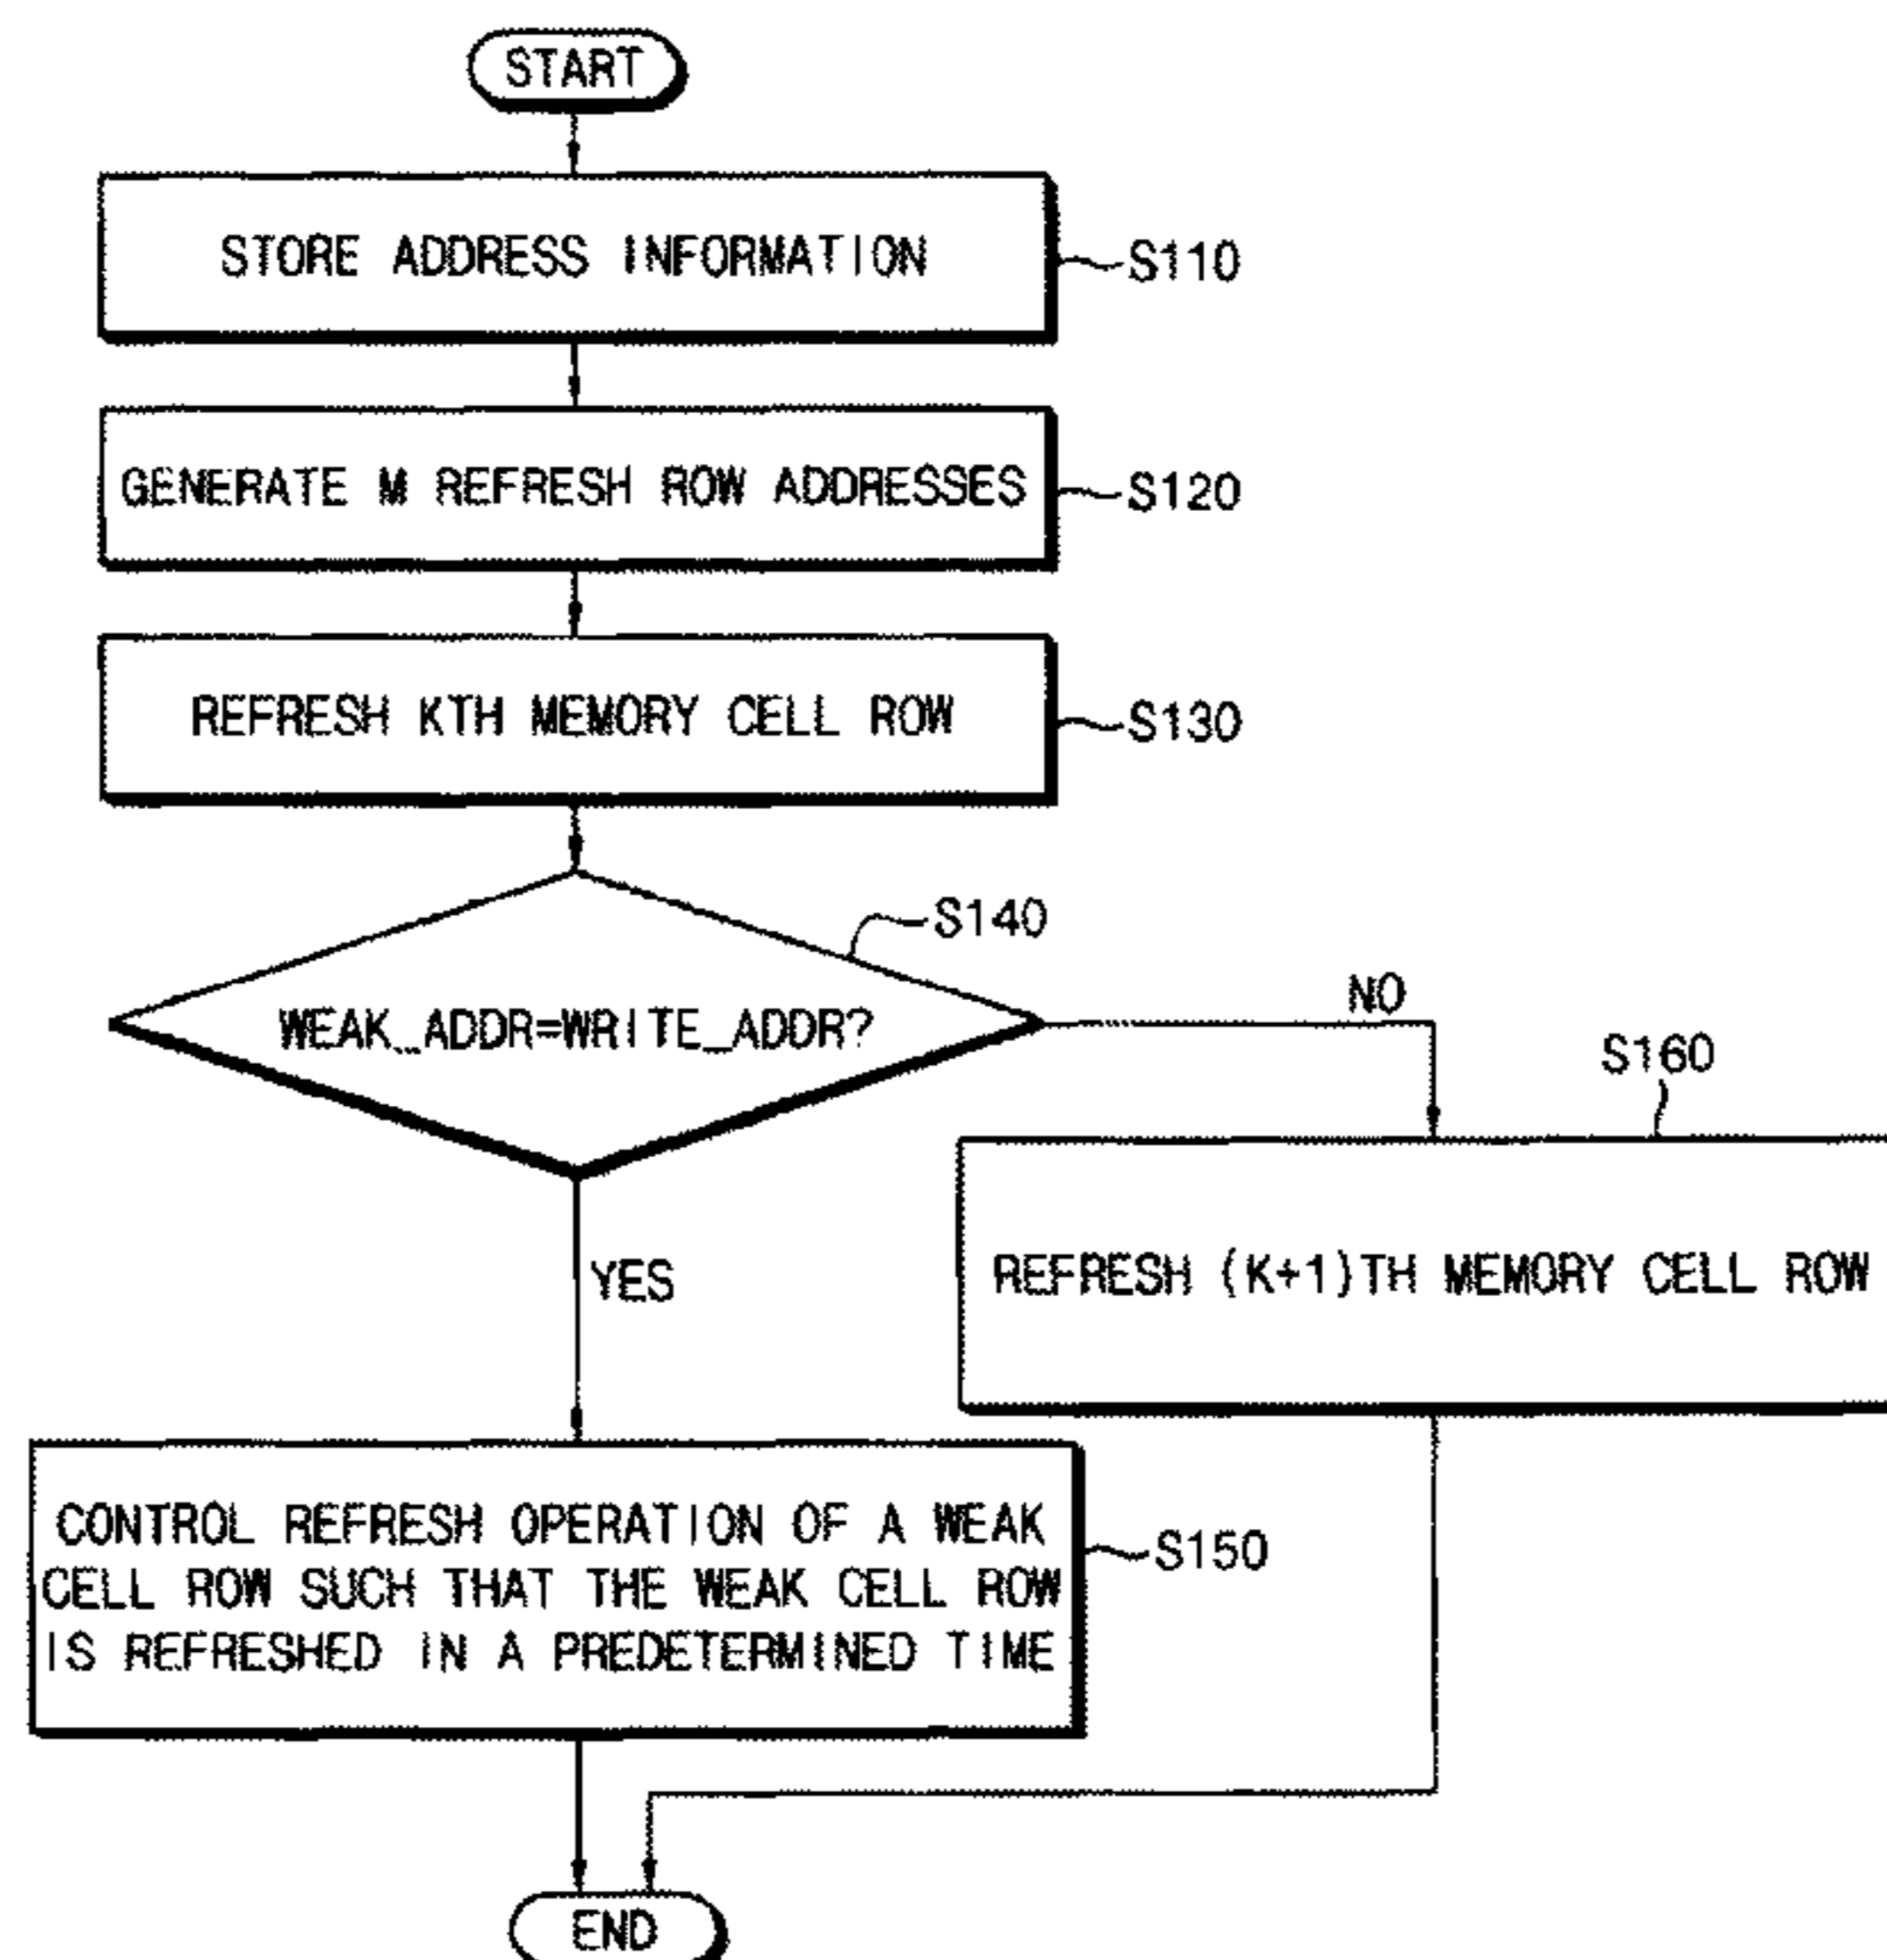 START
STORE ADDRESS INFORMATION
S110
GENERATE M REFRESH ROW ADDRESSES
S120
REFRESH KTH MEMORY CELL ROW
S130
S140
WEAK_ADDR=WRITE_ADDR?
NO
S160
REFRESH (K+1)TH MEMORY CELL ROW
YES
CONTROL REFRESH OPERATION OF A WEAK
CELL ROW SUCH THAT THE WEAK CELL ROW
IS REFRESHED IN A PREDETERMINED TIME
S150
END